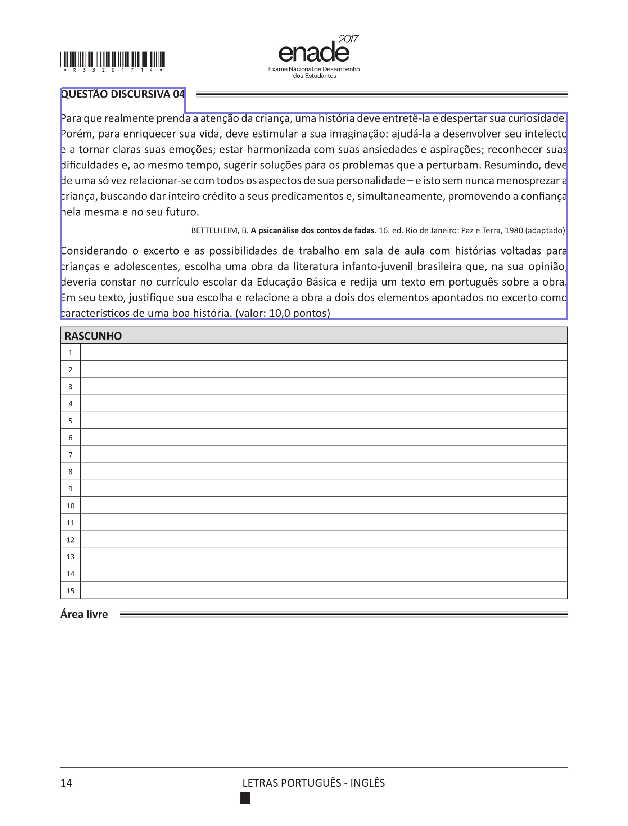 * R 3 3 2 0 1 7 1 4 *
enade 2017
Exame Nacional de Desempenho
dos Estudantes
QUESTÃO DISCURSIVA 04
Para que realmente prenda a atenção da criança, uma história deve entretê-la e despertar sua curiosidade.
Porém, para enriquecer sua vida, deve estimular a sua imaginação: ajudá-la a desenvolver seu intelecto
e a tornar claras suas emoções; estar harmonizada com suas ansiedades e aspirações; reconhecer suas
dificuldades e, ao mesmo tempo, sugerir soluções para os problemas que a perturbam. Resumindo, deve
de uma só vez relacionar-se com todos os aspectos de sua personalidade – e isto sem nunca menosprezar a
criança, buscando dar inteiro crédito a seus predicamentos e, simultaneamente, promovendo a confiança
nela mesma e no seu futuro.
BETTELHEIM, B. A psicanálise dos contos de fadas. 16. ed. Rio de Janeiro: Paz e Terra, 1980 (adaptado)
Considerando o excerto e as possibilidades de trabalho em sala de aula com histórias voltadas para
crianças e adolescentes, escolha uma obra da literatura infanto-juvenil brasileira que, na sua opinião,
deveria constar no currículo escolar da Educação Básica e redija um texto em português sobre a obra.
Em seu texto, justifique sua escolha e relacione a obra a dois dos elementos apontados no excerto como
característicos de uma boa história. (valor: 10,0 pontos)
RASCUNHO
1
2
3
4
5
6
7
8
9
10
11
12
13
14
15
Área livre
14 LETRAS PORTUGUÊS - INGLÊS